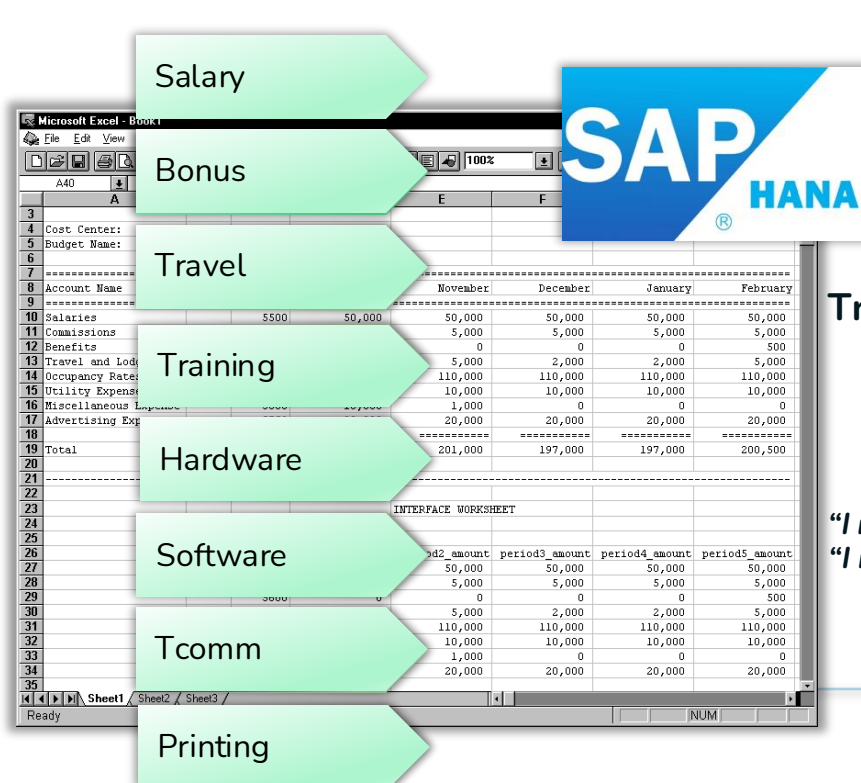 Salary
Bonus
Travel
Training
Hardware
Software
Tcomm
Printing
SAP
®
HANA
Microsoft Excel - Book1
File Edit View
100%
A40
A E F
3
4 Cost Center:
5 Budget Name:
6
7 
8 Account Name November December January February
9
10 Salaries 5500 50,000 50,000 50,000 50,000 50,000
11 Commissions 5,000 5,000 5,000 5,000
12 Benefits 0 0 0 500
13 Travel and 5,000 2,000 2,000 5,000
14 Occupancy 110,000 110,000 110,000 110,000
15 Utility 10,000 10,000 10,000 10,000
16 Miscellaneous Expense 1,000 0 0 0
17 Advertising 20,000 20,000 20,000 20,000
18 =========== =========== =========== ===========
19 Total 201,000 197,000 197,000 200,500
20
21
22
23 INTERFACE WORKSHEET
24
25
26 period3_amount period4_amount period5_amount
27 50,000 50,000 50,000 50,000
28 5,000 5,000 5,000 5,000
29 0 0 0 500
30 5,000 2,000 2,000 5,000
31 110,000 110,000 110,000 110,000
32 10,000 10,000 10,000 10,000
33 1,000 0 0 0
34 20,000 20,000 20,000 20,000
35
Sheet1 Sheet2 Sheet3
Ready NUM
Tr
“I
“I